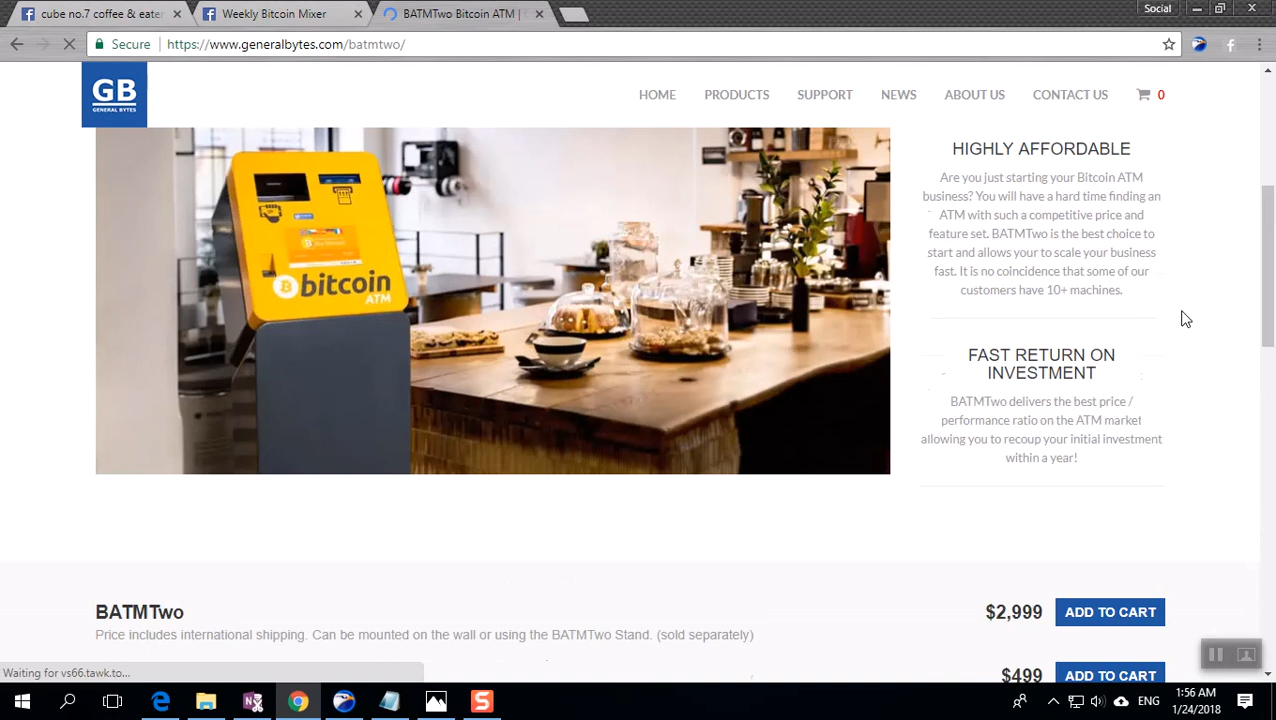 cube no.7 coffee & eater
Weekly Bitcoin Mixer
BATMTwo Bitcoin ATM |
Social
Secure
https://www.generalbytes.com/batmtwo/
GB
GENERAL BYTES
HOME
PRODUCTS
SUPPORT
NEWS
ABOUT US
CONTACT US
0
bitcoin
ATM
HIGHLY AFFORDABLE
Are you just starting your Bitcoin ATM
business? You will have a hard time finding an
ATM with such a competitive price and
feature set. BATMTwo is the best choice to
start and allows your to scale your business
fast. It is no coincidence that some of our
customers have 10+ machines.
FAST RETURN ON
INVESTMENT
BATMTwo delivers the best price /
performance ratio on the ATM market
allowing you to recoup your initial investment
within a year!
BATMTwo
$2,999
ADD TO CART
Price includes international shipping. Can be mounted on the wall or using the BATMTwo Stand. (sold separately)
$499
ADD TO CART
Waiting for vs66.tawk.to...
ENG
1:56 AM
1/24/2018